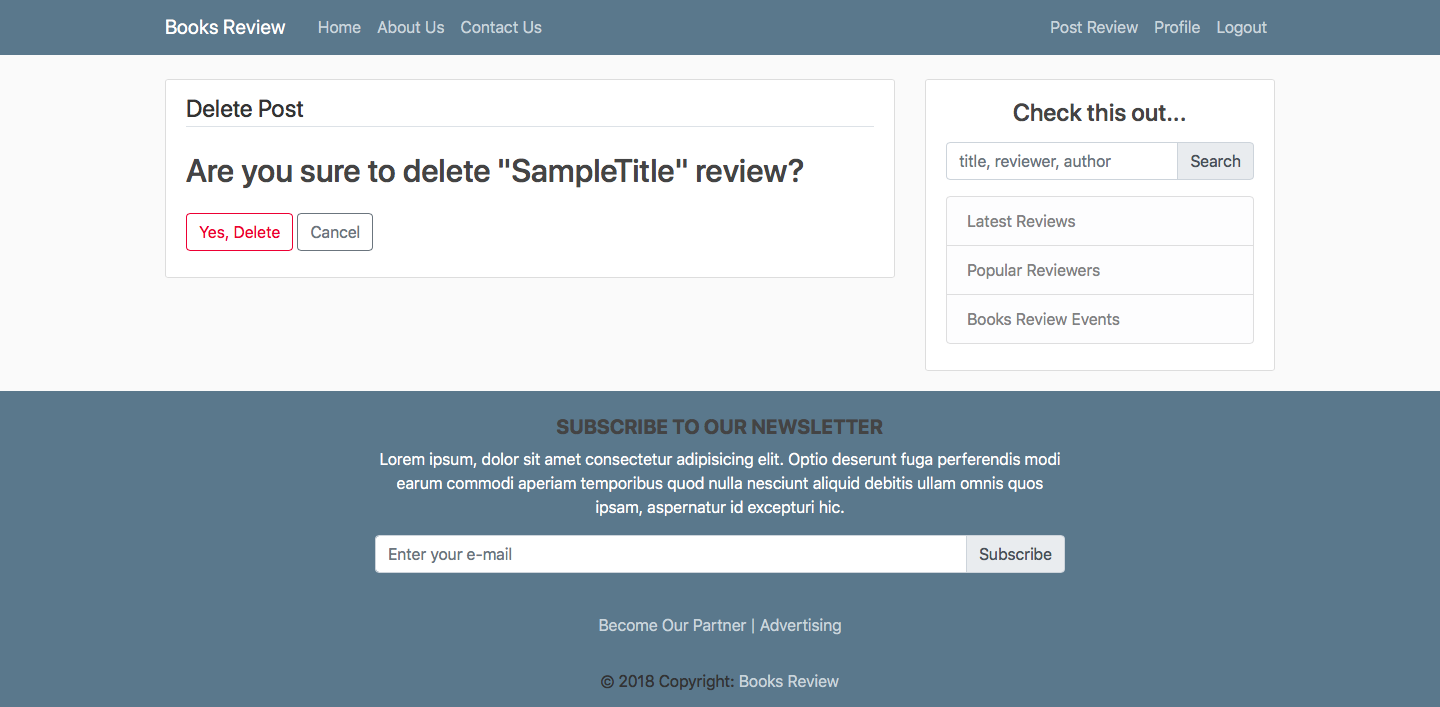 Books Review Home About Us Contact Us Post Review Profile Logout
Delete Post
Are you sure to delete "SampleTitle" review?
Yes, Delete Cancel
Check this out...
title, reviewer, author Search
Latest Reviews
Popular Reviewers
Books Review Events
SUBSCRIBE TO OUR NEWSLETTER
Lorem ipsum, dolor sit amet consectetur adipisicing elit. Optio deserunt fuga perferendis modi
earum commodi aperiam temporibus quod nulla nesciunt aliquid debitis ullam omnis quos
ipsam, aspernatur id excepturi hic.
Enter your e-mail Subscribe
Become Our Partner | Advertising
© 2018 Copyright: Books Review